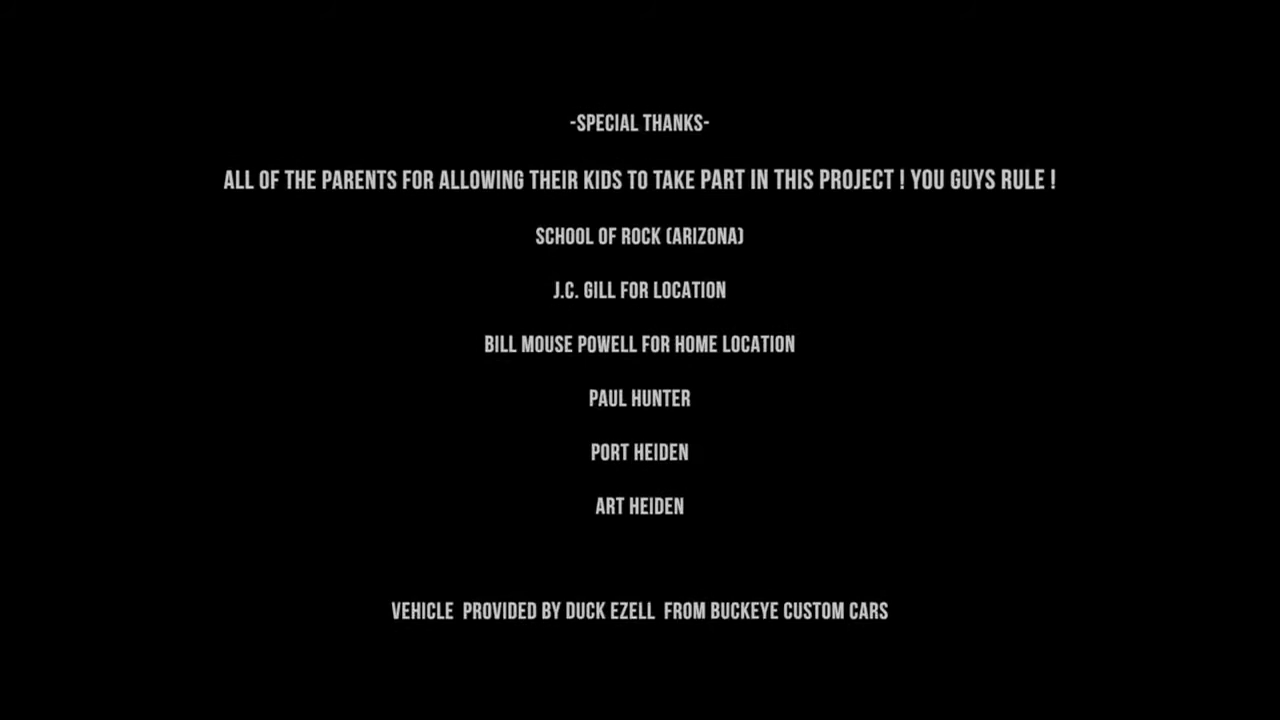 -SPECIAL THANKS-
ALL OF THE PARENTS FOR ALLOWING THEIR KIDS TO TAKE PART IN THIS PROJECT ! YOU GUYS RULE !
SCHOOL OF ROCK (ARIZONA)
J.C. GILL FOR LOCATION
BILL MOUSE POWELL FOR HOME LOCATION
PAUL HUNTER
PORT HEIDEN
ART HEIDEN
VEHICLE  PROVIDED BY DUCK EZELL  FROM BUCKEYE CUSTOM CARS